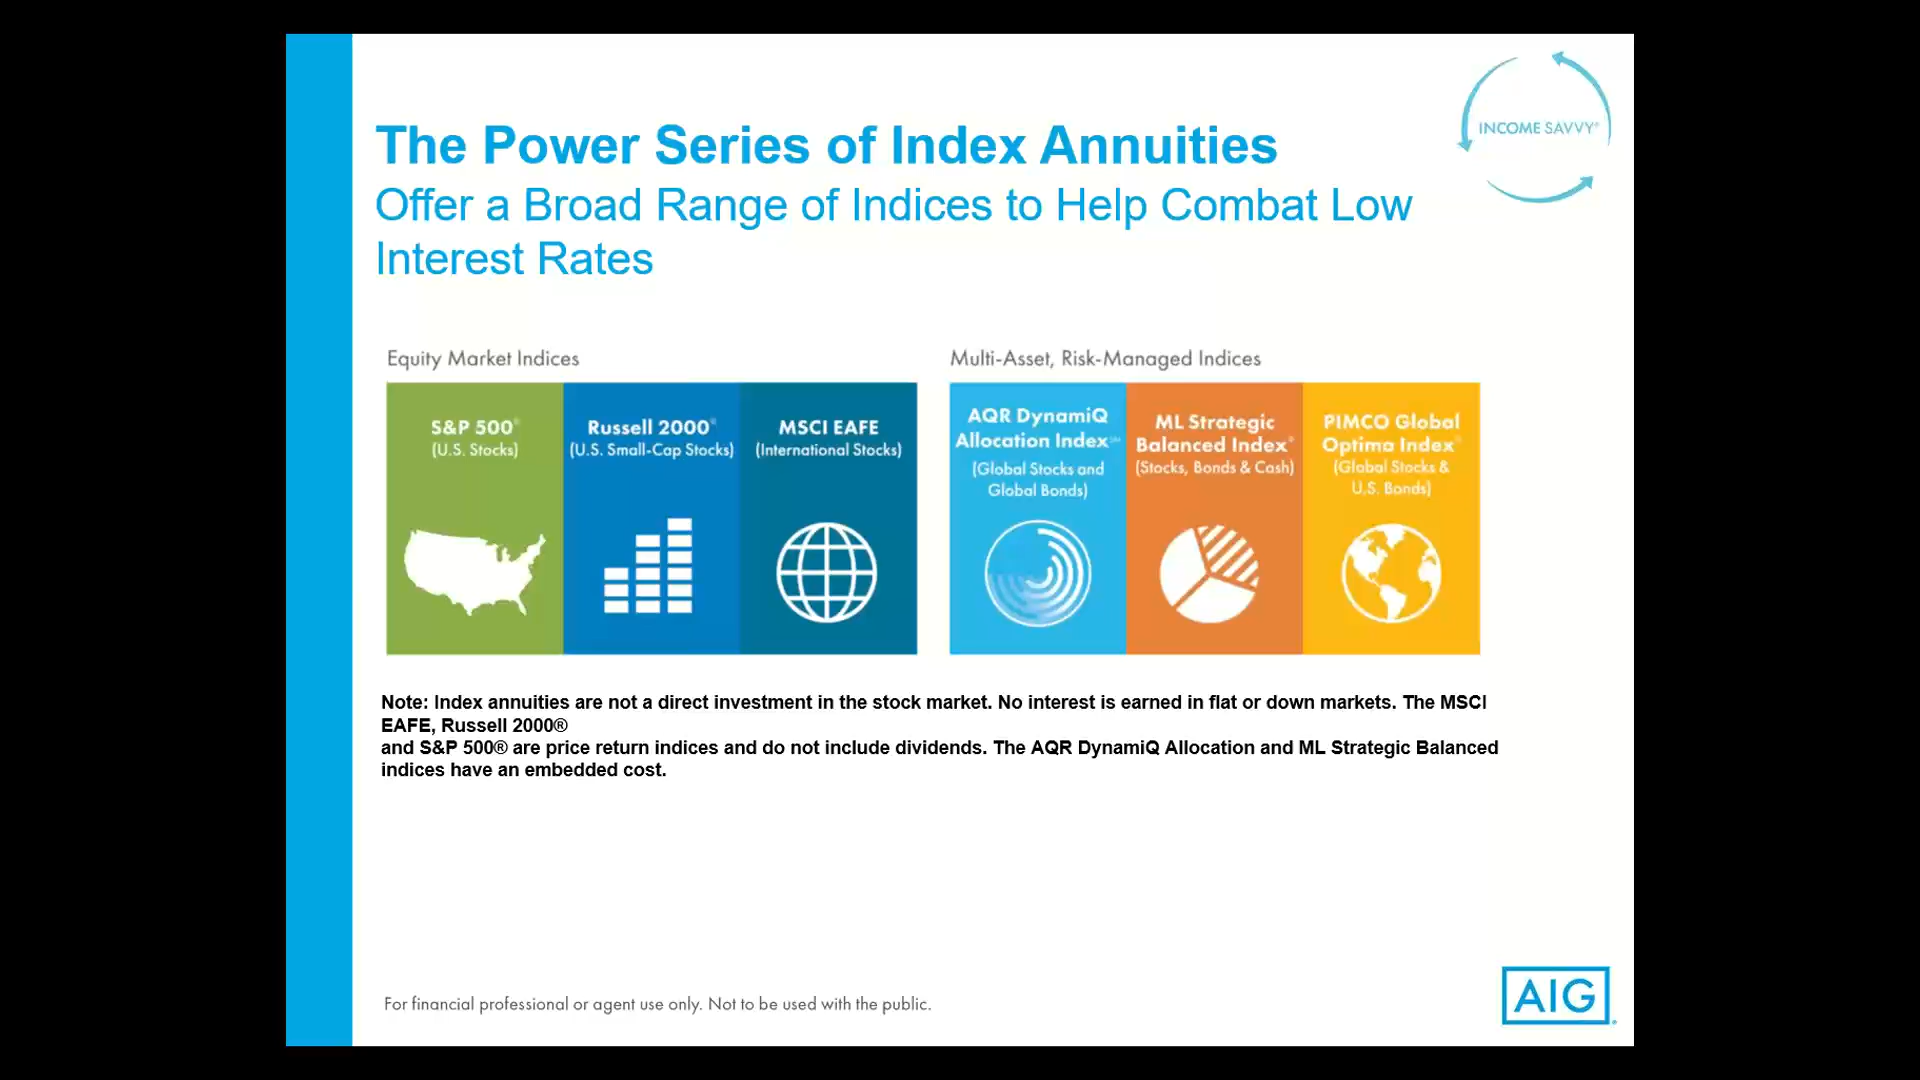 INCOME SAVVY®
The Power Series of Index Annuities
Offer a Broad Range of Indices to Help Combat Low
Interest Rates
Equity Market Indices
S&P 500®
(U.S. Stocks)
Russell 2000®
(U.S. Small-Cap Stocks)
MSCI EAFE
(International Stocks)
Multi-Asset, Risk-Managed Indices
AQR DynamiQ
Allocation Index℠
(Global Stocks and
Global Bonds)
ML Strategic
Balanced Index®
(Stocks, Bonds & Cash)
PIMCO Global
Optima Index®
(Global Stocks &
U.S. Bonds)
Note: Index annuities are not a direct investment in the stock market. No interest is earned in flat or down markets. The MSCI
EAFE, Russell 2000®
and S&P 500® are price return indices and do not include dividends. The AQR DynamiQ Allocation and ML Strategic Balanced
indices have an embedded cost.
For financial professional or agent use only. Not to be used with the public.
AIG